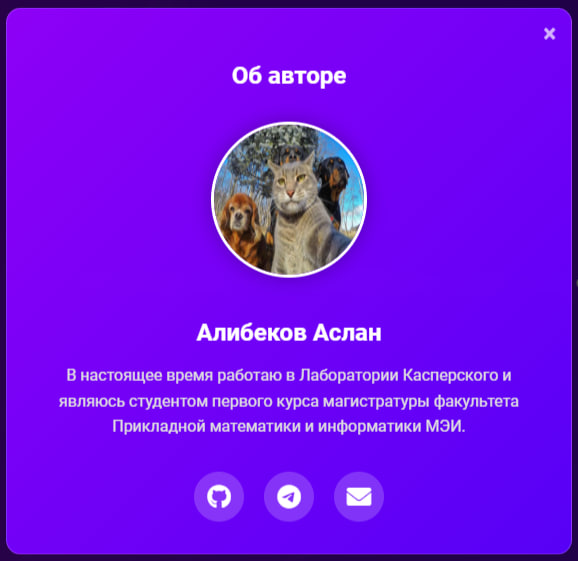 ×
Об авторе
Алибеков Аслан
В настоящее время работаю в Лаборатории Касперского и
являюсь студентом первого курса магистратуры факультета
Прикладной математики и информатики МЭИ.